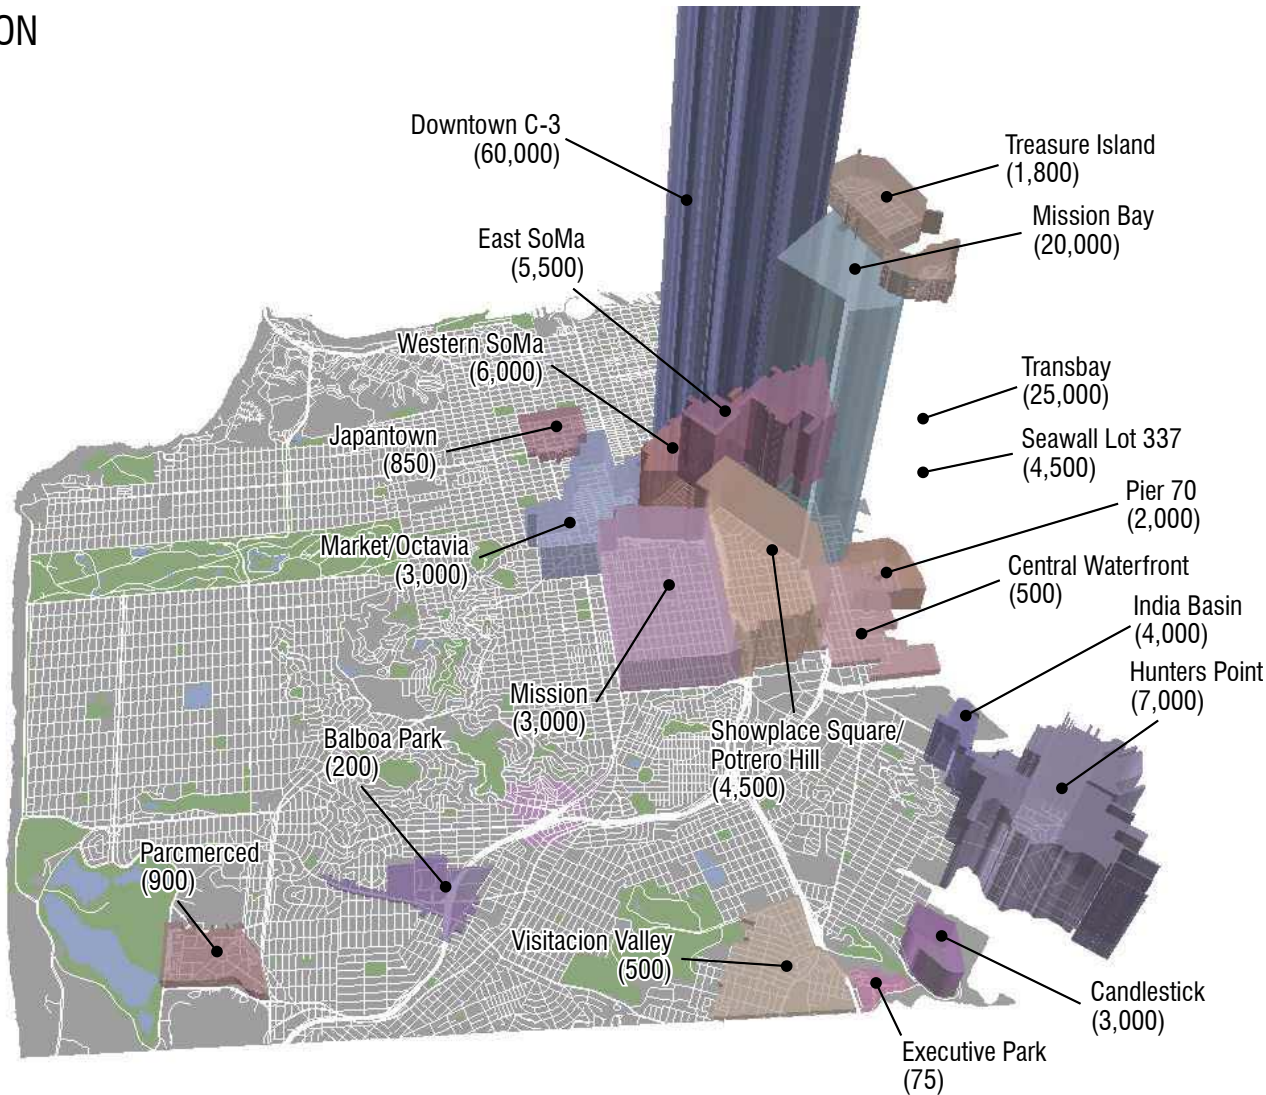 ON
Downtown C-3
(60,000)
Treasure Island
(1,800)
Mission Bay
(20,000)
East SoMa
(5,500)
Western SoMa
(6,000)
Transbay
(25,000)
Japantown
(850)
Seawall Lot 337
(4,500)
Pier 70
(2,000)
Market/Octavia
(3,000)
Central Waterfront
(500)
India Basin
(4,000)
Hunters Point
(7,000)
Mission
(3,000)
Showplace Square/
Potrero Hill
(4,500)
Balboa Park
(200)
Parcmerced
(900)
Visitacion Valley
(500)
Candlestick
(3,000)
Executive Park
(75)